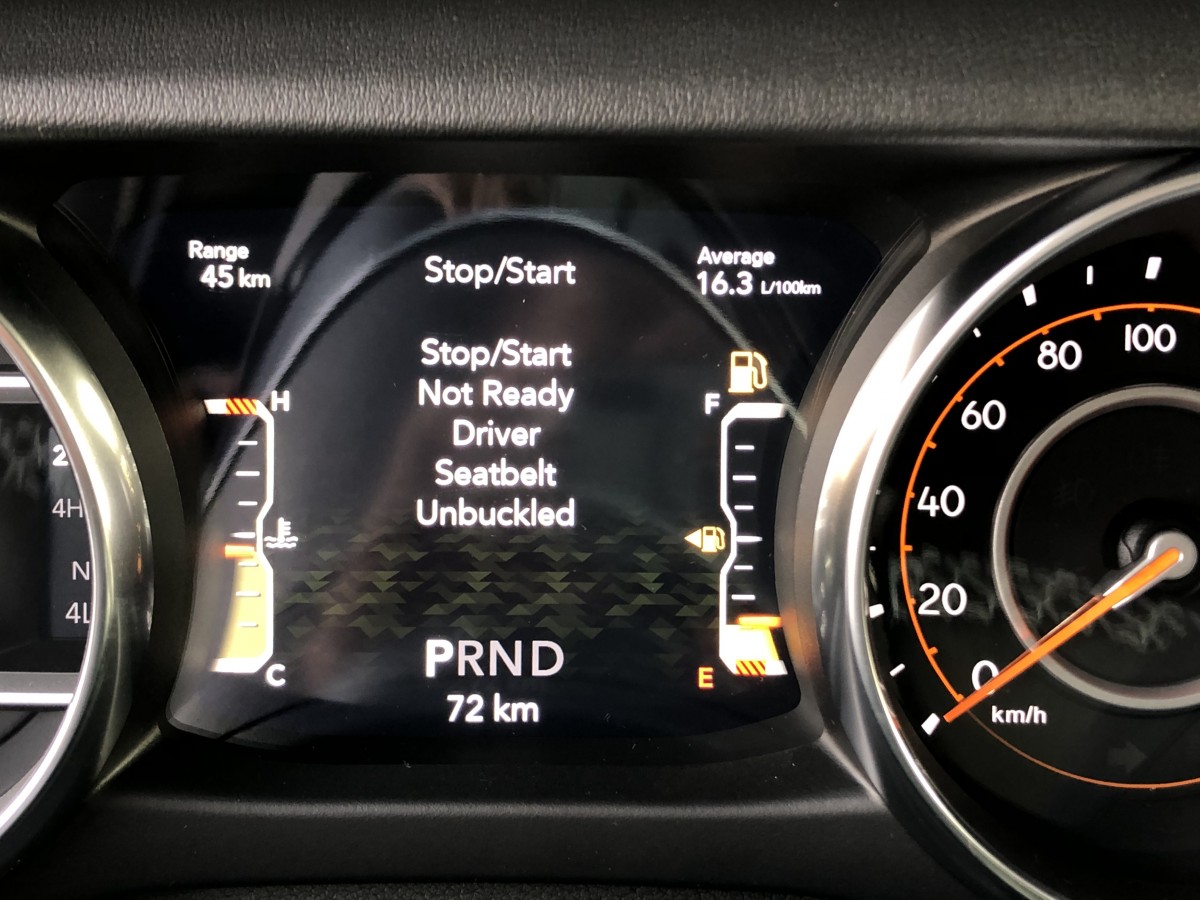 Range
45 km
Stop/Start
Average
16.3 L/100km
Stop/Start
Not Ready
Driver
Seatbelt
Unbuckled
H
C
F
E
PRND
72 km
4H
N
4L
100
80
60
40
20
0
km/h